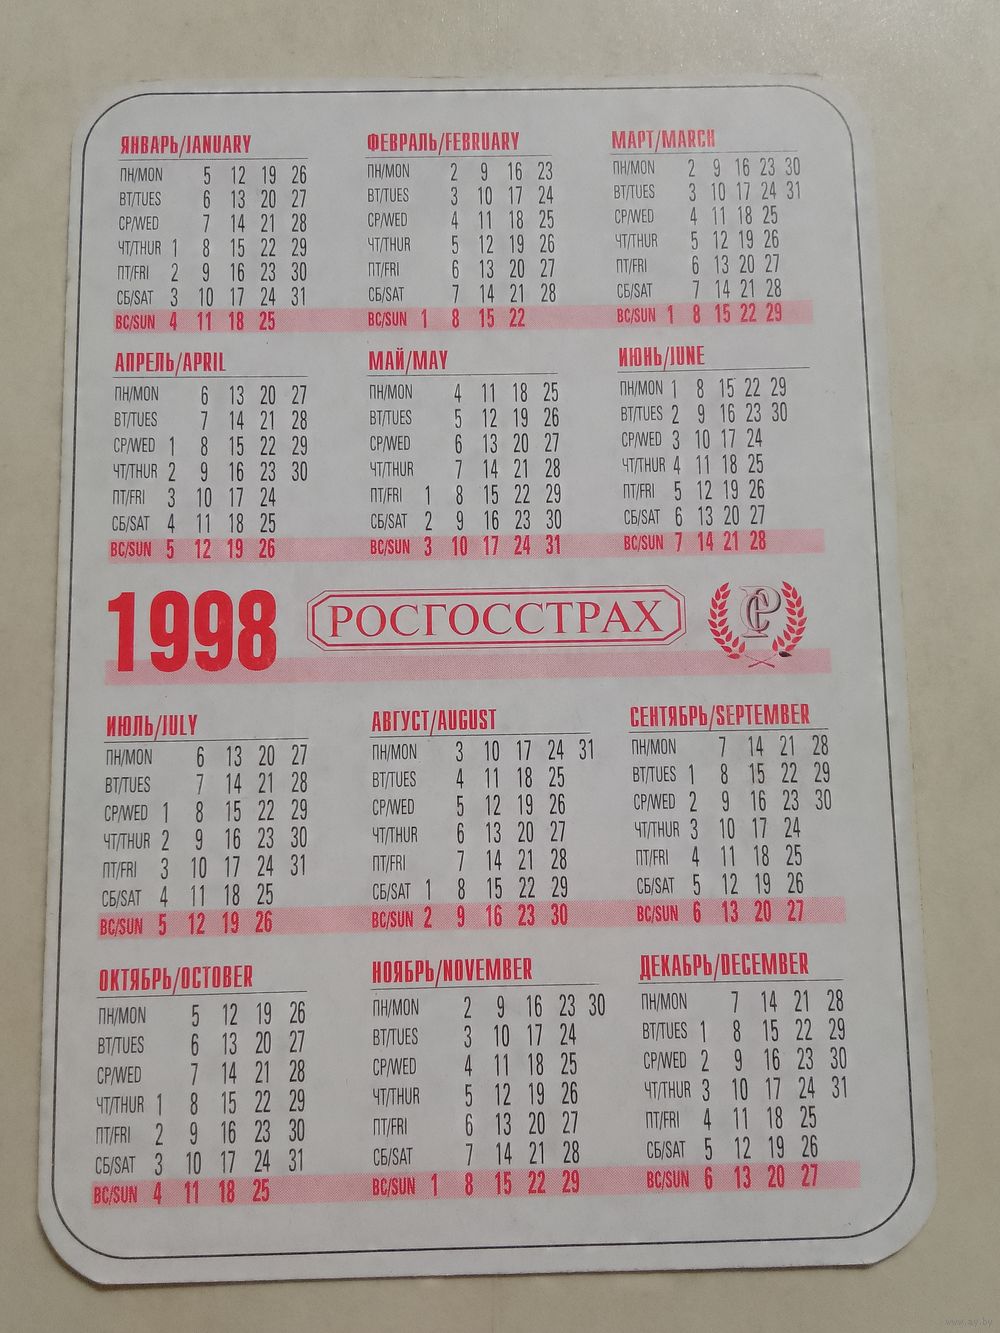 ЯНВАРЬ/JANUARY
ПН/MON 5 12 19 26
ВТ/TUES 6 13 20 27
СР/WED 7 14 21 28
ЧТ/THUR 1 8 15 22 29
ПТ/FRI 2 9 16 23 30
СБ/SAT 3 10 17 24 31
ВС/SUN 4 11 18 25
ФЕВРАЛЬ/FEBRUARY
ПН/MON 2 9 16 23
ВТ/TUES 3 10 17 24
СР/WED 4 11 18 25
ЧТ/THUR 5 12 19 26
ПТ/FRI 6 13 20 27
СБ/SAT 7 14 21 28
ВС/SUN 1 8 15 22
МАРТ/MARCH
ПН/MON 2 9 16 23 30
ВТ/TUES 3 10 17 24 31
СР/WED 4 11 18 25
ЧТ/THUR 5 12 19 26
ПТ/FRI 6 13 20 27
СБ/SAT 7 14 21 28
ВС/SUN 1 8 15 22 29
АПРЕЛЬ/APRIL
ПН/MON 6 13 20 27
ВТ/TUES 7 14 21 28
СР/WED 1 8 15 22 29
ЧТ/THUR 2 9 16 23 30
ПТ/FRI 3 10 17 24
СБ/SAT 4 11 18 25
ВС/SUN 5 12 19 26
МАЙ/MAY
ПН/MON 4 11 18 25
ВТ/TUES 5 12 19 26
СР/WED 6 13 20 27
ЧТ/THUR 7 14 21 28
ПТ/FRI 1 8 15 22 29
СБ/SAT 2 9 16 23 30
ВС/SUN 3 10 17 24 31
ИЮНЬ/JUNE
ПН/MON 1 8 15 22 29
ВТ/TUES 2 9 16 23 30
СР/WED 3 10 17 24
ЧТ/THUR 4 11 18 25
ПТ/FRI 5 12 19 26
СБ/SAT 6 13 20 27
ВС/SUN 7 14 21 28
1998 РОСГОССТРАХ РС
ИЮЛЬ/JULY
ПН/MON 6 13 20 27
ВТ/TUES 7 14 21 28
СР/WED 1 8 15 22 29
ЧТ/THUR 2 9 16 23 30
ПТ/FRI 3 10 17 24 31
СБ/SAT 4 11 18 25
ВС/SUN 5 12 19 26
АВГУСТ/AUGUST
ПН/MON 3 10 17 24 31
ВТ/TUES 4 11 18 25
СР/WED 5 12 19 26
ЧТ/THUR 6 13 20 27
ПТ/FRI 7 14 21 28
СБ/SAT 1 8 15 22 29
ВС/SUN 2 9 16 23 30
СЕНТЯБРЬ/SEPTEMBER
ПН/MON 7 14 21 28
ВТ/TUES 1 8 15 22 29
СР/WED 2 9 16 23 30
ЧТ/THUR 3 10 17 24
ПТ/FRI 4 11 18 25
СБ/SAT 5 12 19 26
ВС/SUN 6 13 20 27
ОКТЯБРЬ/OCTOBER
ПН/MON 5 12 19 26
ВТ/TUES 6 13 20 27
СР/WED 7 14 21 28
ЧТ/THUR 1 8 15 22 29
ПТ/FRI 2 9 16 23 30
СБ/SAT 3 10 17 24 31
ВС/SUN 4 11 18 25
НОЯБРЬ/NOVEMBER
ПН/MON 2 9 16 23 30
ВТ/TUES 3 10 17 24
СР/WED 4 11 18 25
ЧТ/THUR 5 12 19 26
ПТ/FRI 6 13 20 27
СБ/SAT 7 14 21 28
ВС/SUN 1 8 15 22 29
ДЕКАБРЬ/DECEMBER
ПН/MON 7 14 21 28
ВТ/TUES 1 8 15 22 29
СР/WED 2 9 16 23 30
ЧТ/THUR 3 10 17 24 31
ПТ/FRI 4 11 18 25
СБ/SAT 5 12 19 26
ВС/SUN 6 13 20 27
www.ay.by